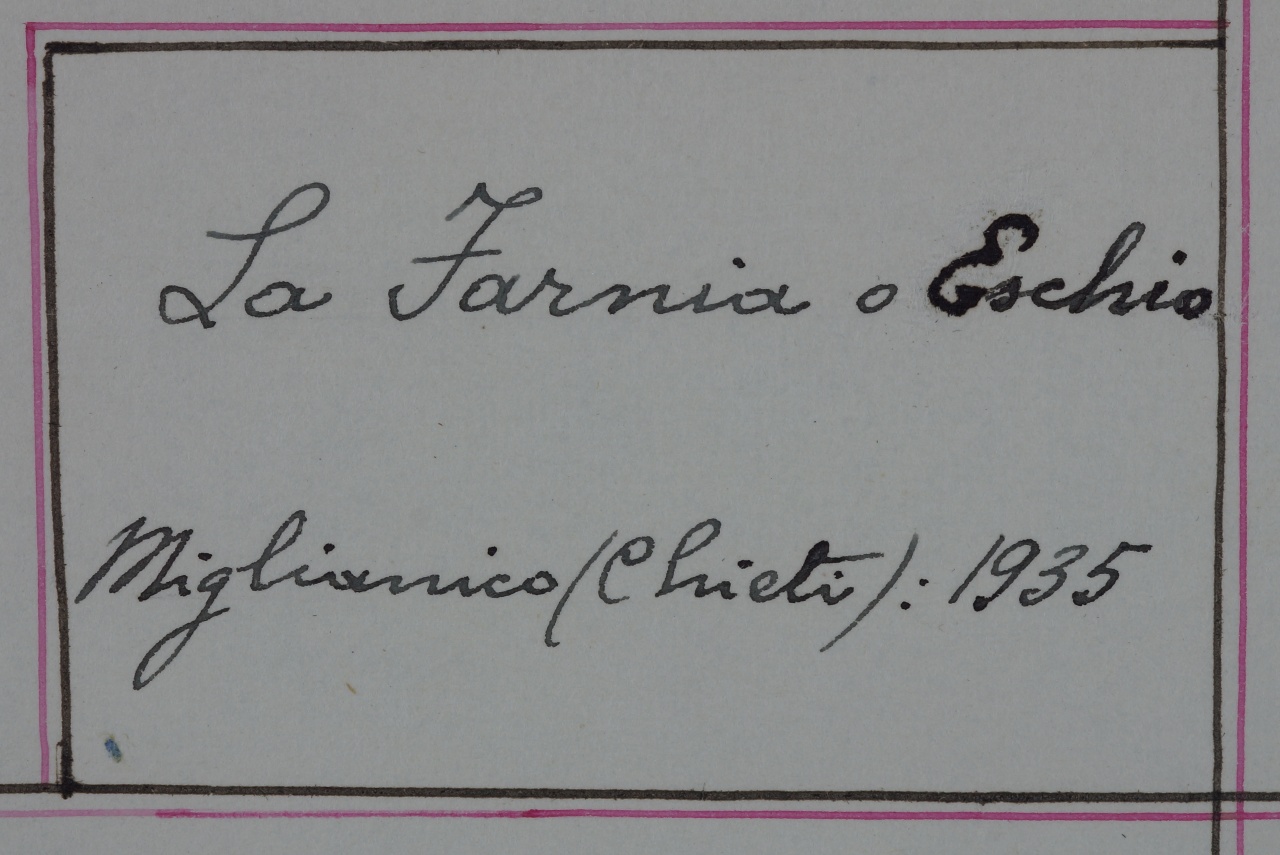 La Farnia o Eschio
Miglianico (Chieti): 1935